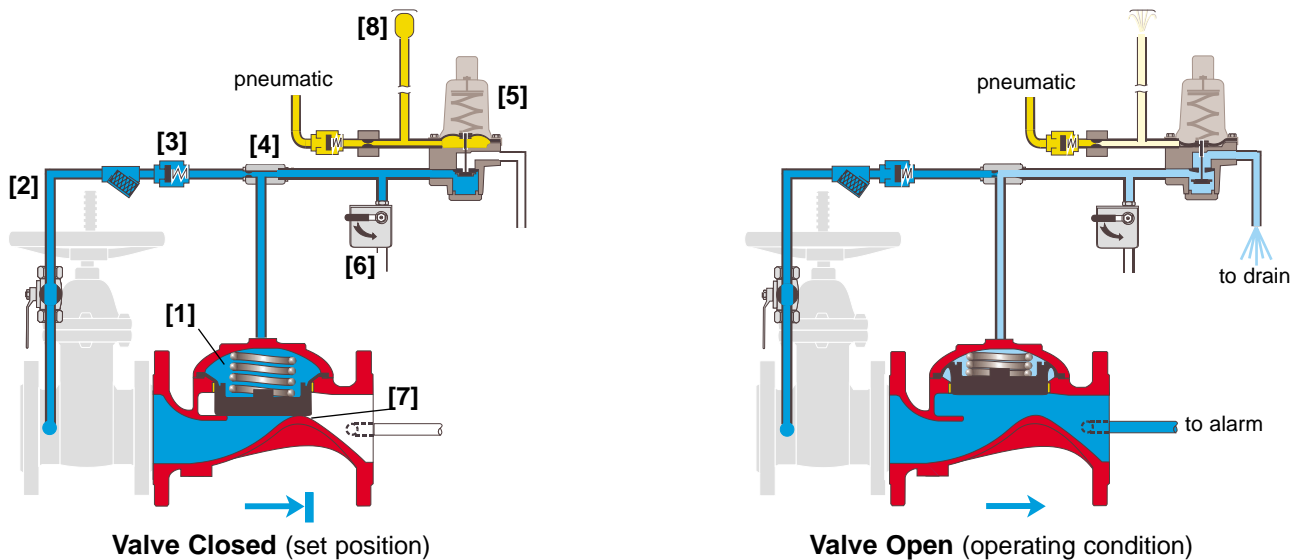 [8]
pneumatic
[5]
[3]
[4]
[2]
[6]
[1]
[7]
Valve Closed (set position)
pneumatic
to drain
to alarm
Valve Open (operating condition)